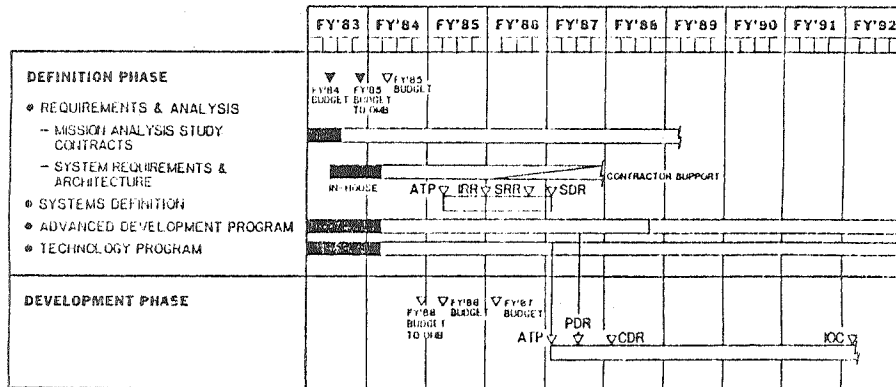 FY'83 FY'84 FY'85 FY'86 FY'87 FY'88 FY'89 FY'90 FY'91 FY'92
DEFINITION PHASE
FY'84 BUDGET
FY'85 BUDGET TO OMB
FY'85 BUDGET
• REQUIREMENTS & ANALYSIS
– MISSION ANALYSIS STUDY
CONTRACTS
– SYSTEM REQUIREMENTS &
ARCHITECTURE
IN-HOUSE
CONTRACTOR SUPPORT
ATP IRR SRR SDR
• SYSTEMS DEFINITION
• ADVANCED DEVELOPMENT PROGRAM
• TECHNOLOGY PROGRAM
DEVELOPMENT PHASE
BUDGET
TO OMB
FY'86
BUDGET
FY'87
BUDGET
PDR
ATP CDR IOC